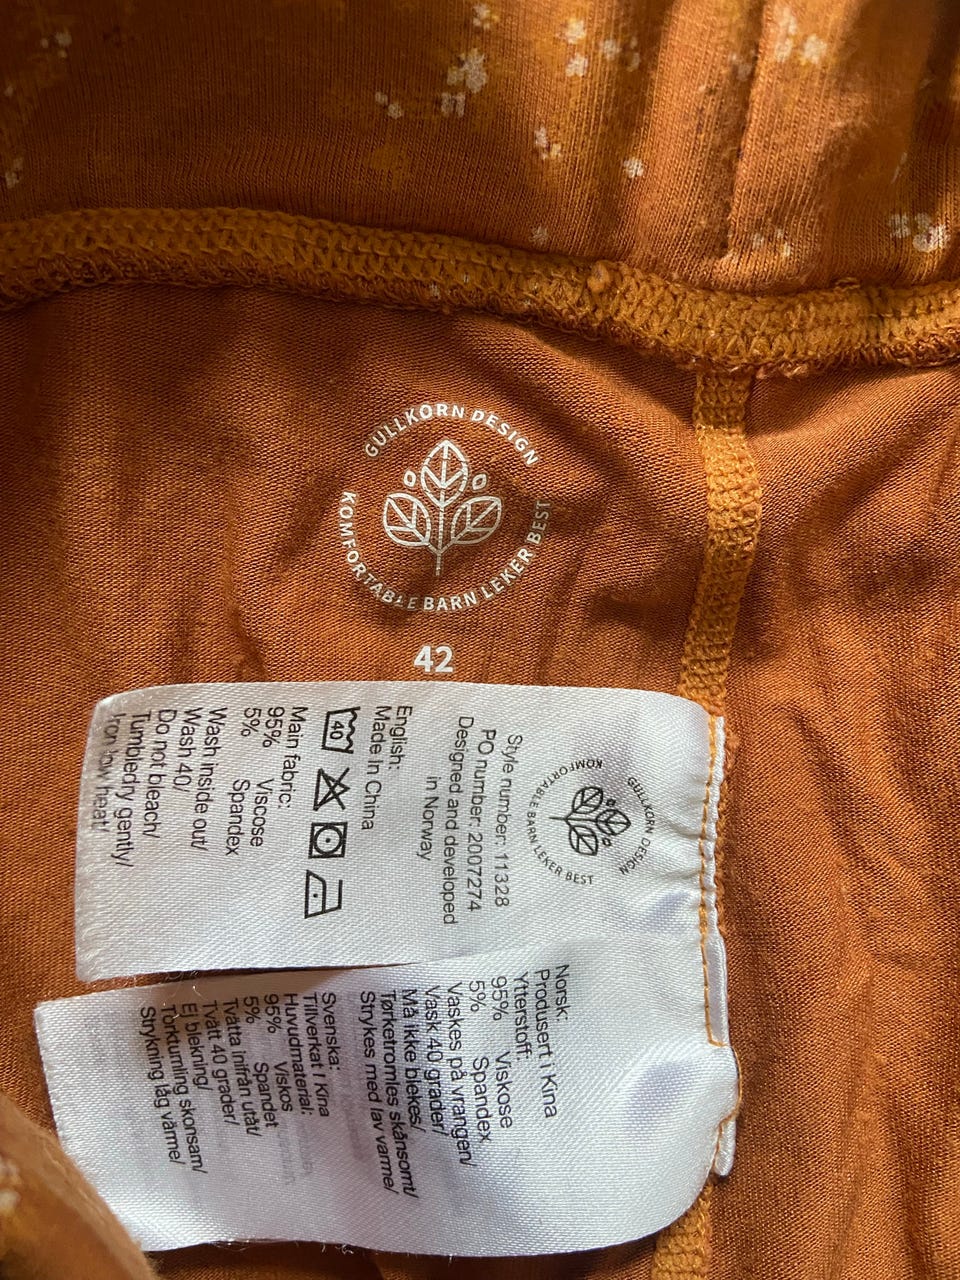 GULLKORN DESIGN
KOMFORTABLE BARN LEKER BEST
42
GULLKORN DESIGN
KOMFORTABLE BARN LEKER BEST
Style number: 11328
PO number: 2007274
Designed and developed
in Norway
English:
Made In China
40
Main fabric:
95% Viscose
5% Spandex
Wash inside out/
Wash 40/
Do not bleach/
Tumbledry gently/
Iron low heat/
Norsk:
Produsert i Kina
Ytterstoff:
95% Viskose
5% Spandex
Vaskes på vrangen/
Vask 40 grader/
Må ikke blekes/
Tørketromles skånsomt/
Strykes med lav varme/
Svenska:
Tillverkat i Kina
Huvudmaterial:
95% Viskos
5% Spandet
Tvätta Inifrån utåt/
Tvätt 40 grader/
Ej blekning/
Törktumling skonsam/
Strykning låg värme/